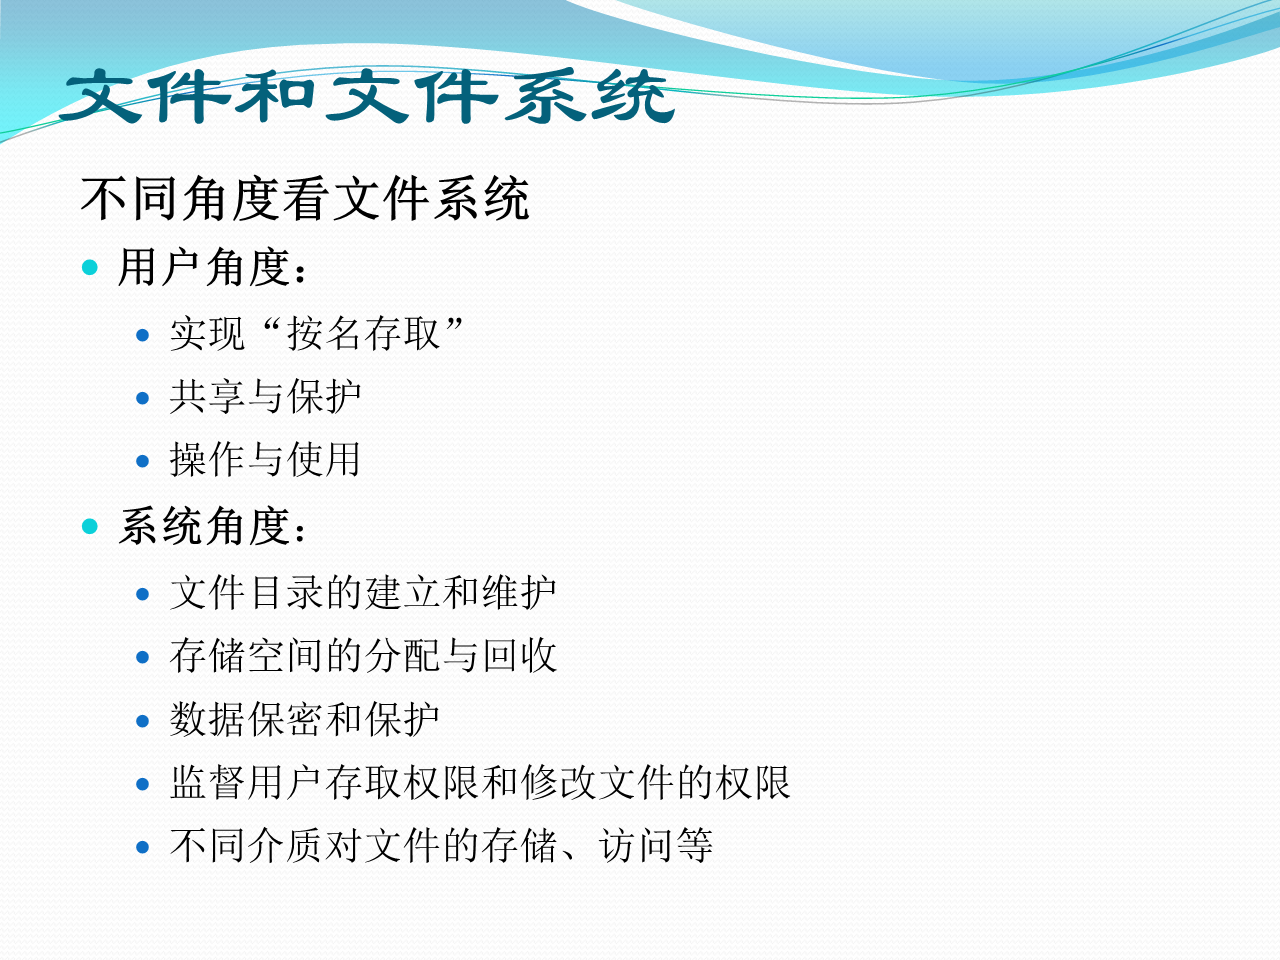 文件和文件系统
不同角度看文件系统
用户角度：
实现“按名存取”
共享与保护
操作与使用
系统角度：
文件目录的建立和维护
存储空间的分配与回收
数据保密和保护
监督用户存取权限和修改文件的权限
不同介质对文件的存储、访问等